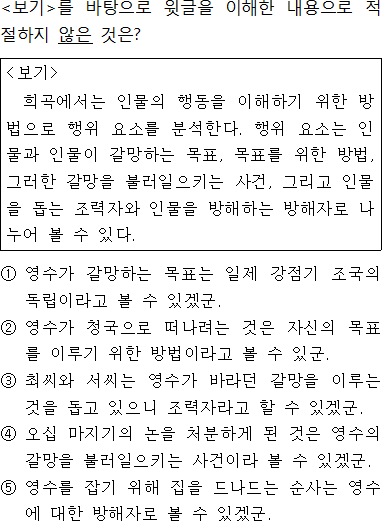 <보기>를 바탕으로 윗글을 이해한 내용으로 적
절하지 않은 것은?
<보기>
희곡에서는 인물의 행동을 이해하기 위한 방
법으로 행위 요소를 분석한다. 행위 요소는 인
물과 인물이 갈망하는 목표, 목표를 위한 방법,
그러한 갈망을 불러일으키는 사건, 그리고 인물
을 돕는 조력자와 인물을 방해하는 방해자로 나
누어 볼 수 있다.
① 영수가 갈망하는 목표는 일제 강점기 조국의
독립이라고 볼 수 있겠군.
② 영수가 청국으로 떠나려는 것은 자신의 목표
를 이루기 위한 방법이라고 볼 수 있군.
③ 최씨와 서씨는 영수가 바라던 갈망을 이루는
것을 돕고 있으니 조력자라고 할 수 있겠군.
④ 오십 마지기의 논을 처분하게 된 것은 영수의
갈망을 불러일으키는 사건이라 볼 수 있겠군.
⑤ 영수를 잡기 위해 집을 드나드는 순사는 영수
에 대한 방해자로 볼 수 있겠군.